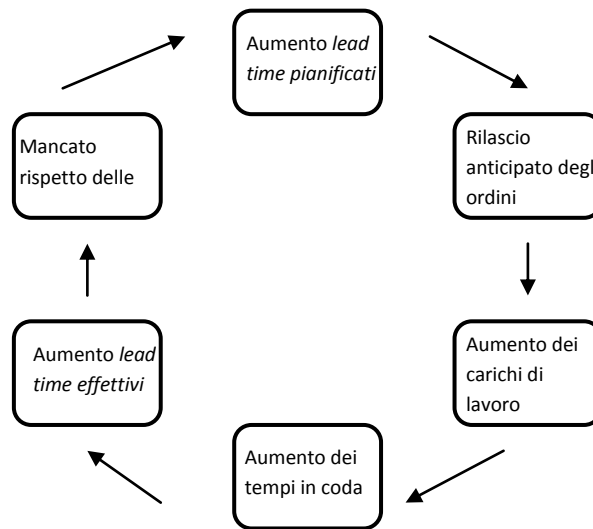 Aumento lead
time pianificati
Rilascio
anticipato degl
ordini
Aumento dei
carichi di
lavoro
Aumento dei
tempi in coda
Aumento lead
time effettivi
Mancato
rispetto delle